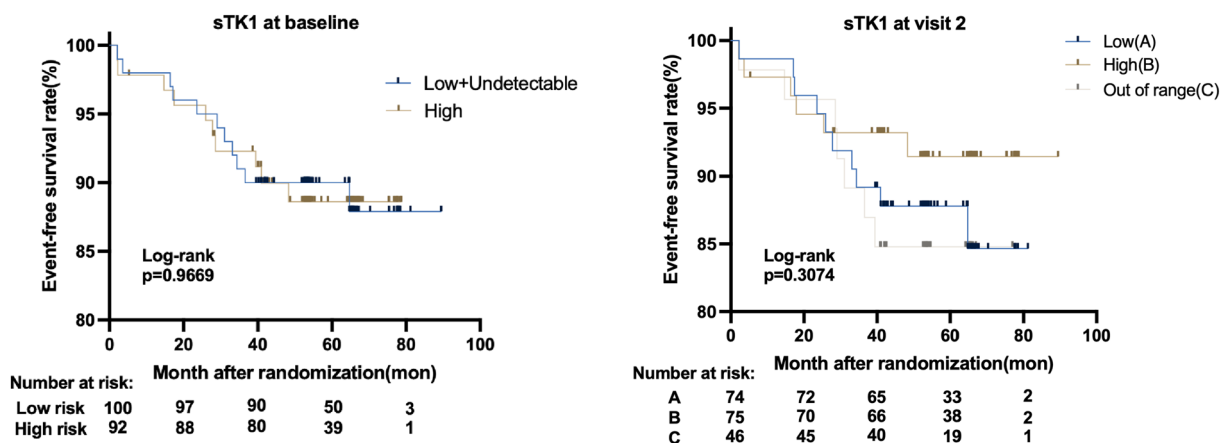 sTK1 at baseline
Event-free survival rate(%)
100
95
90
85
80
Low+Undetectable
High
Log-rank
p=0.9669
0 20 40 60 80 100
Month after randomization(mon)
Number at risk:
Low risk 100 97 90 50 3
High risk 92 88 80 39 1
sTK1 at visit 2
Event-free survival rate(%)
100
95
90
85
80
Low(A)
High(B)
Out of range(C)
Log-rank
p=0.3074
0 20 40 60 80 100
Month after randomization(mon)
Number at risk:
A 74 72 65 33 2
B 75 70 66 38 2
C 46 45 40 19 1